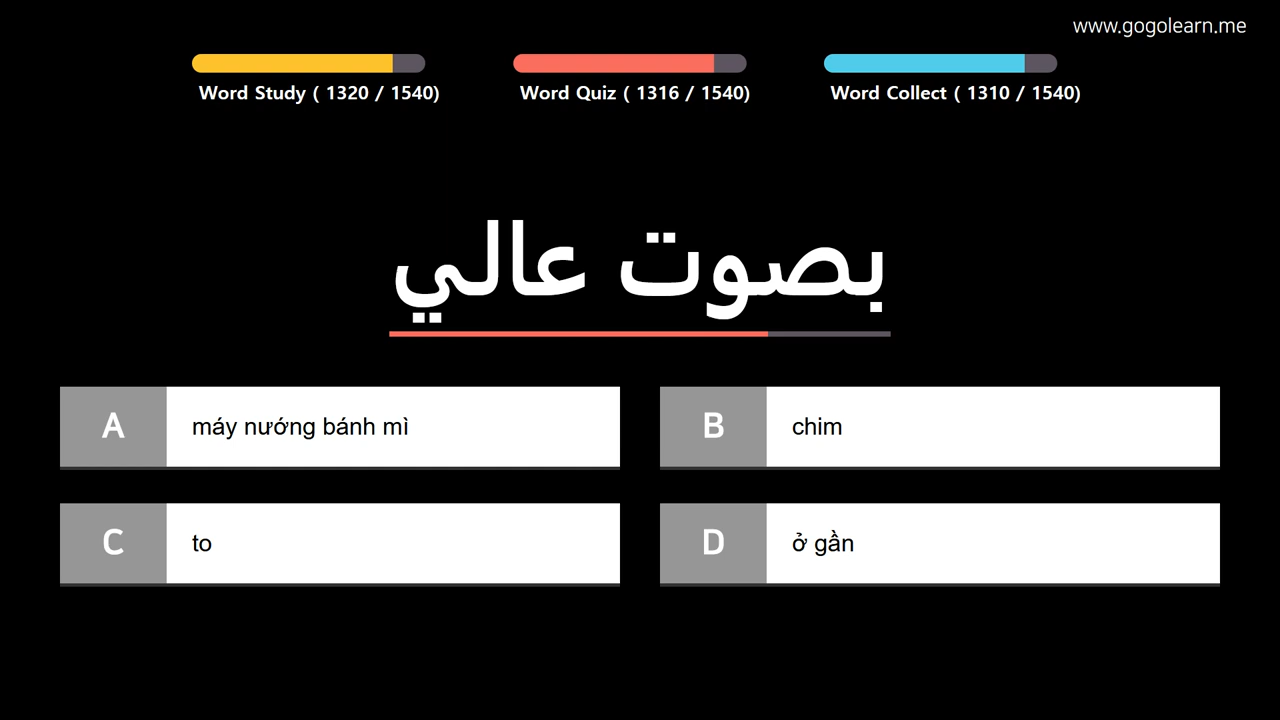 www.gogolearn.me
Word Study ( 1320 / 1540)
Word Quiz ( 1316 / 1540)
Word Collect ( 1310 / 1540)
بصوت عالي
A
máy nướng bánh mì
B
chim
C
to
D
ở gần